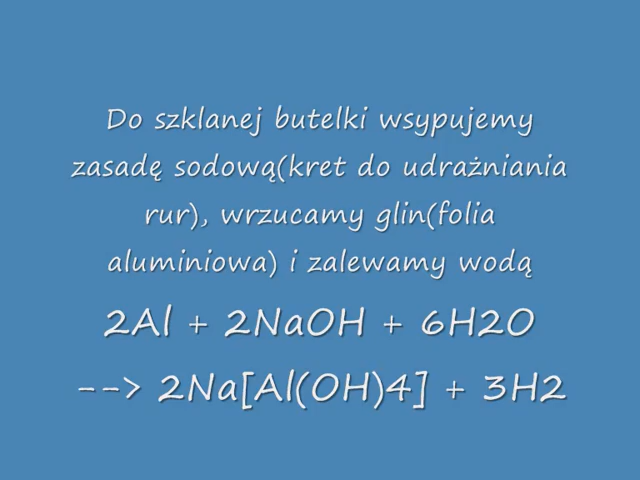 Do szklanej butelki wsypujemy
zasadę sodową(kret do udrażniania
rur), wrzucamy glin(folia
aluminiowa) i zalewamy wodą
2Al + 2NaOH + 6H2O
--> 2Na[Al(OH)4] + 3H2